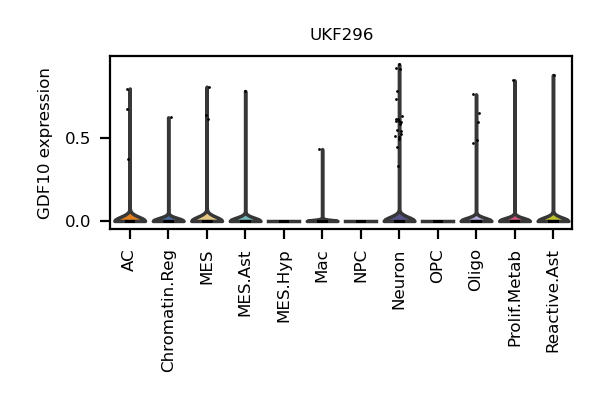 UKF296
GDF10 expression
0.5
0.0
AC
Chromatin.Reg
MES
MES.Ast
MES.Hyp
Mac
NPC
Neuron
OPC
Oligo
Prolif.Metab
Reactive.Ast